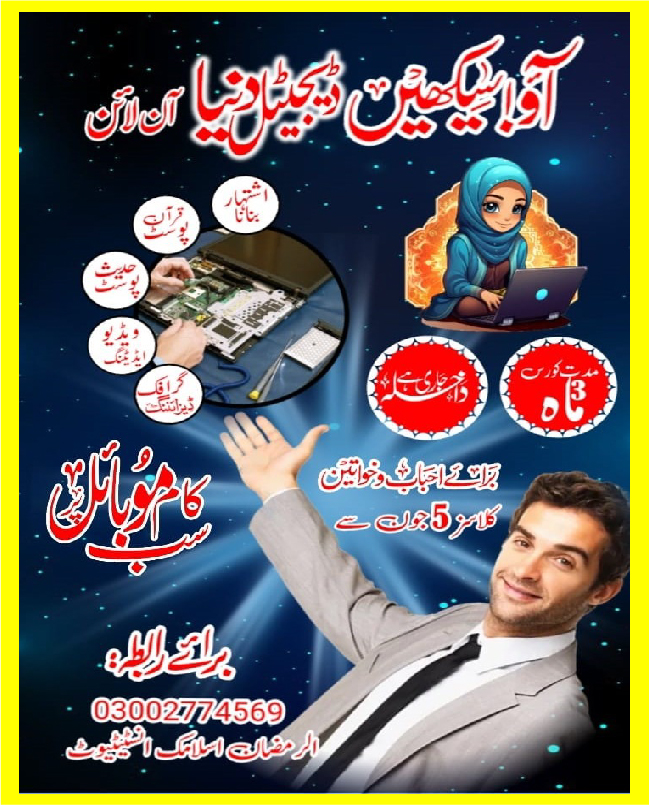 آؤ! سیکھیں ڈیجیٹل دنیا آن لائن
اشتہار
بنانا
قرآن
پوسٹ
حدیث
پوسٹ
ویڈیو
ایڈیٹنگ
گرافک
ڈیزائننگ
مدت کورس
3
ماہ
داخلہ
جاری ہے
برائے احباب و خواتین
کلاسز 5 جون سے
سب کام موبائل پر
برائے رابطہ:
03002774569
الرمضان اسلامک انسٹیٹیوٹ